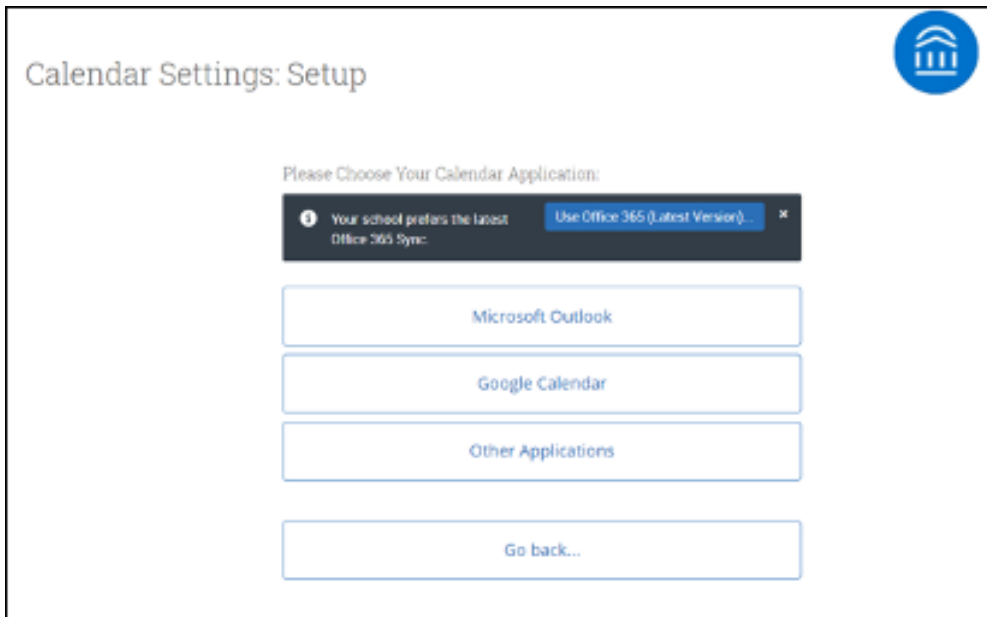 Calendar Settings: Setup
Please Choose Your Calendar Application:
Your school prefers the latest
Office 365 Sync.
Use Office 365 (Latest Version)...
×
Microsoft Outlook
Google Calendar
Other Applications
Go back...